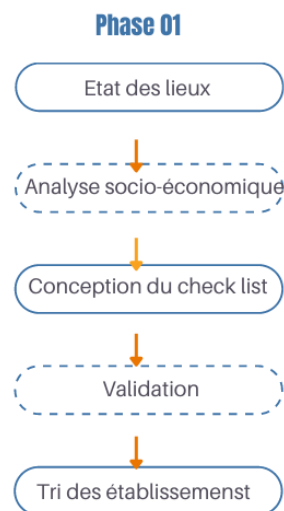 Phase 01
Etat des lieux
Analyse socio-économique
Conception du check list
Validation
Tri des établissemenst